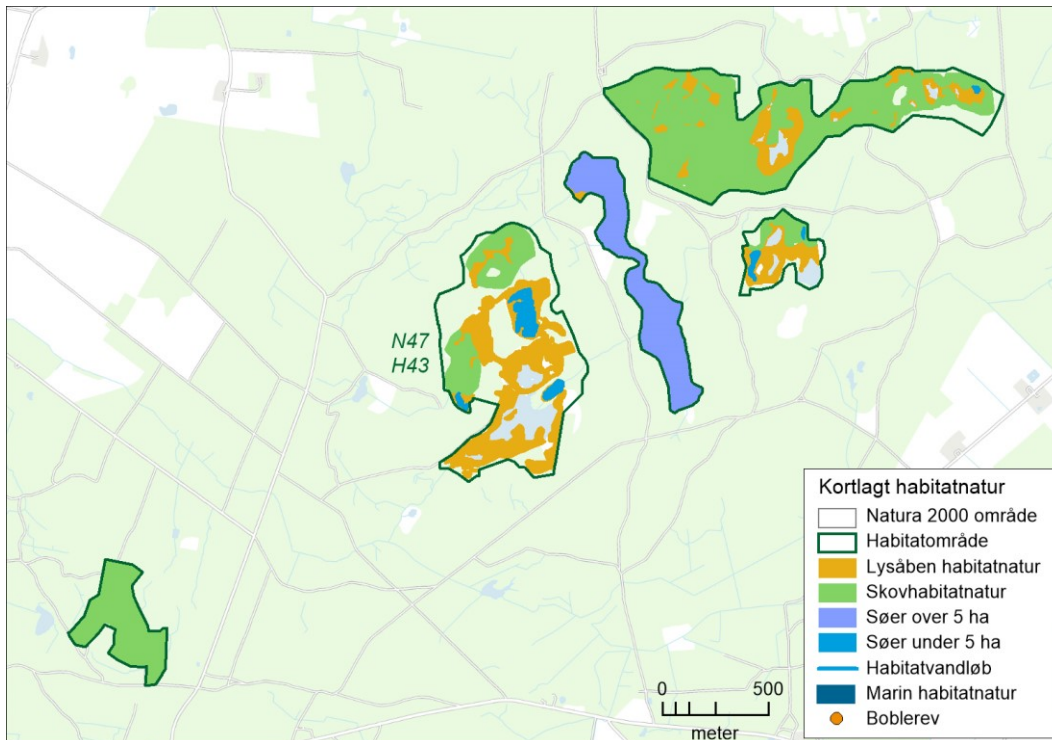 N47
H43
Kortlagt habitatnatur
Natura 2000 område
Habitatområde
Lysåben habitatnatur
Skovhabitatnatur
Søer over 5 ha
Søer under 5 ha
Habitatvandløb
Marin habitatnatur
Boblerev
0 500
meter